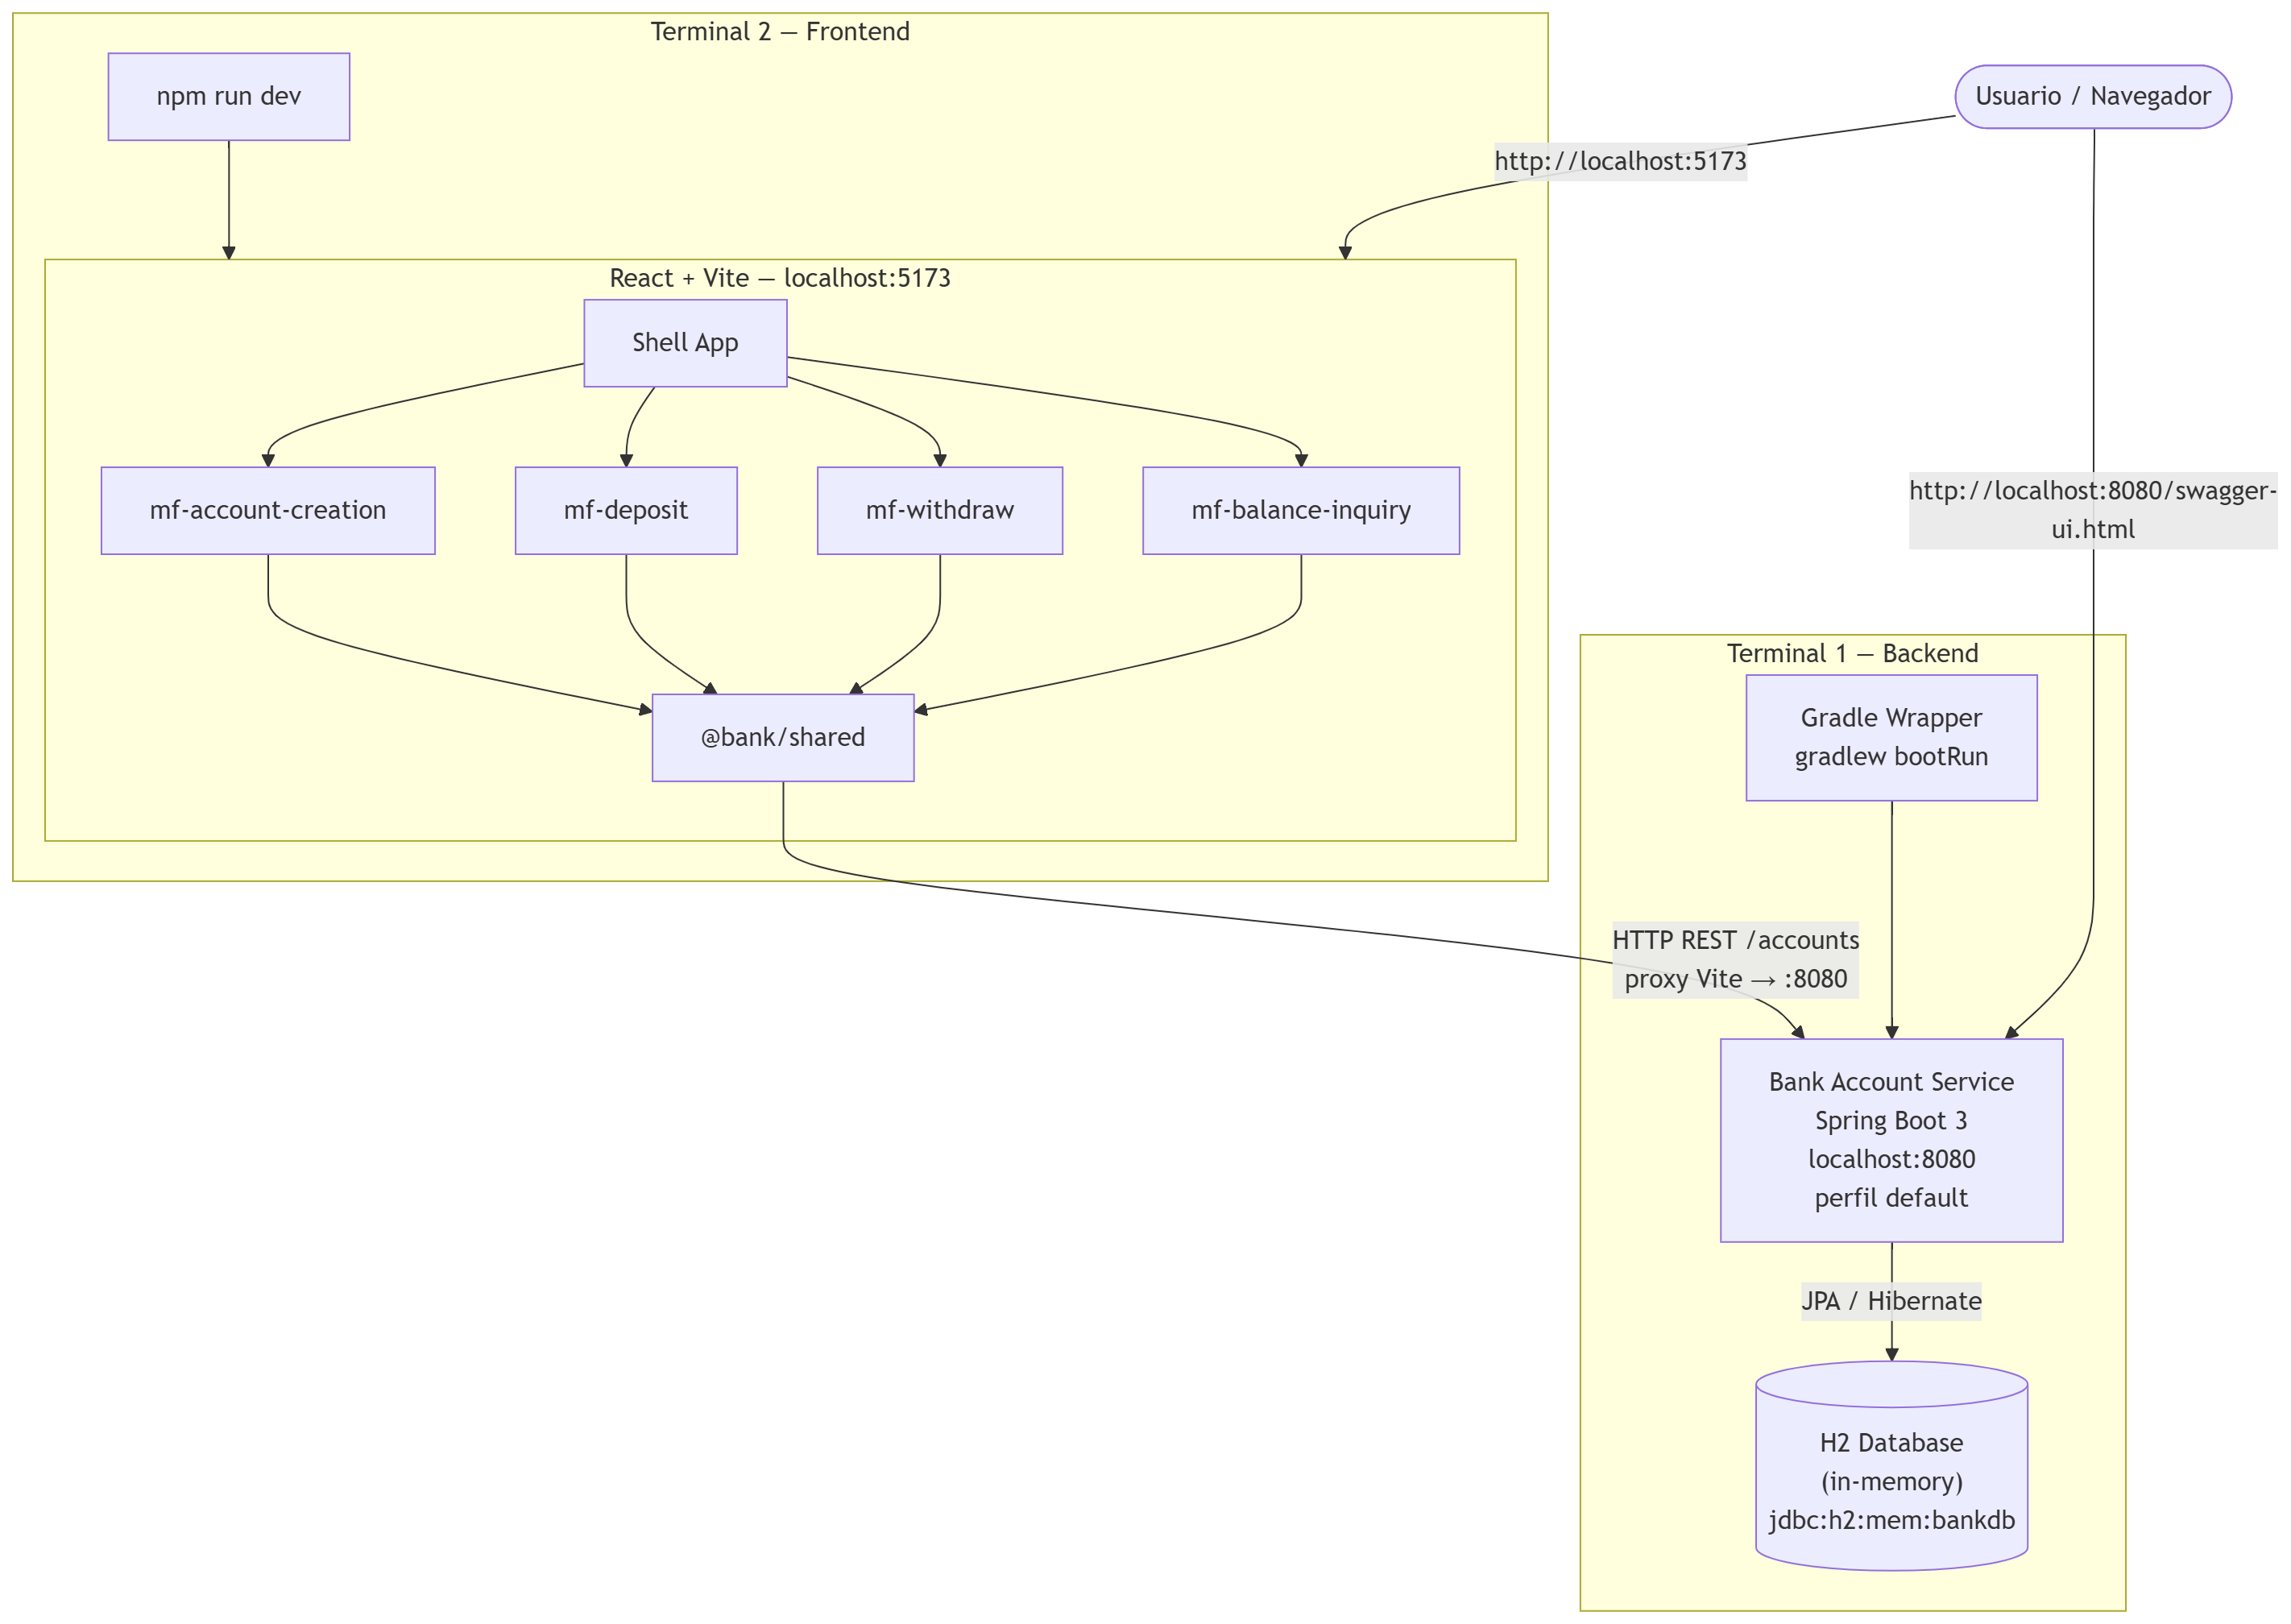 Terminal 2 – Frontend
npm run dev
Usuario / Navegador
http://localhost:5173
React + Vite – localhost:5173
Shell App
mf-account-creation
mf-deposit
mf-withdraw
mf-balance-inquiry
http://localhost:8080/swagger-
ui.html
@bank/shared
Terminal 1 – Backend
Gradle Wrapper
gradlew bootRun
HTTP REST /accounts
proxy Vite → :8080
Bank Account Service
Spring Boot 3
localhost:8080
perfil default
JPA / Hibernate
H2 Database
(in-memory)
jdbc:h2:mem:bankdb